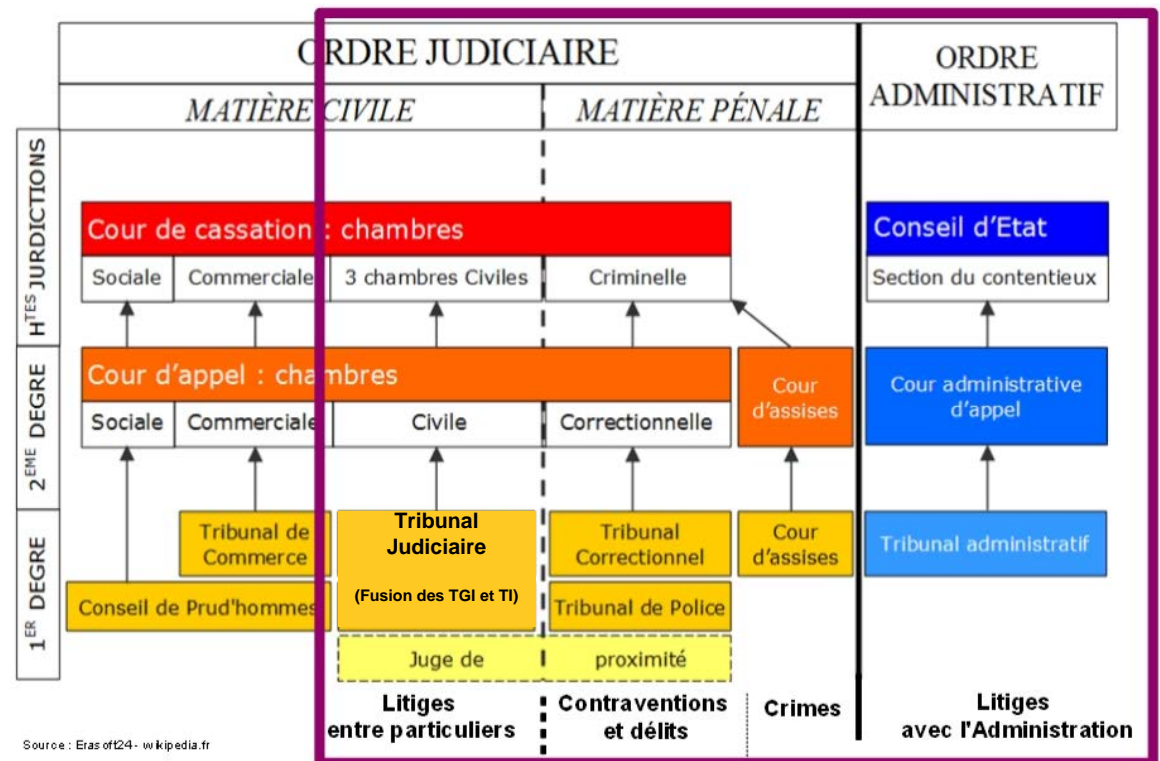 ORDRE JUDICIAIRE
ORDRE
ADMINISTRATIF
MATIÈRE CIVILE
MATIÈRE PÉNALE
HTES JURDICTIONS
Cour de cassation : chambres
Sociale
Commerciale
3 chambres Civiles
Criminelle
Conseil d'Etat
Section du contentieux
2EME DEGRE
Cour d'appel : chambres
Sociale
Commerciale
Civile
Correctionnelle
Cour
d'assises
Cour administrative
d'appel
1ER DEGRE
Tribunal de
Commerce
Conseil de Prud'hommes
Tribunal
Judiciaire
(Fusion des TGI et TI)
Tribunal
Correctionnel
Tribunal de Police
Cour
d'assises
Tribunal administratif
Juge de proximité
Litiges
entre particuliers
Contraventions
et délits
Crimes
Litiges
avec l'Administration
Source : Erasoft24 - wikipedia.fr